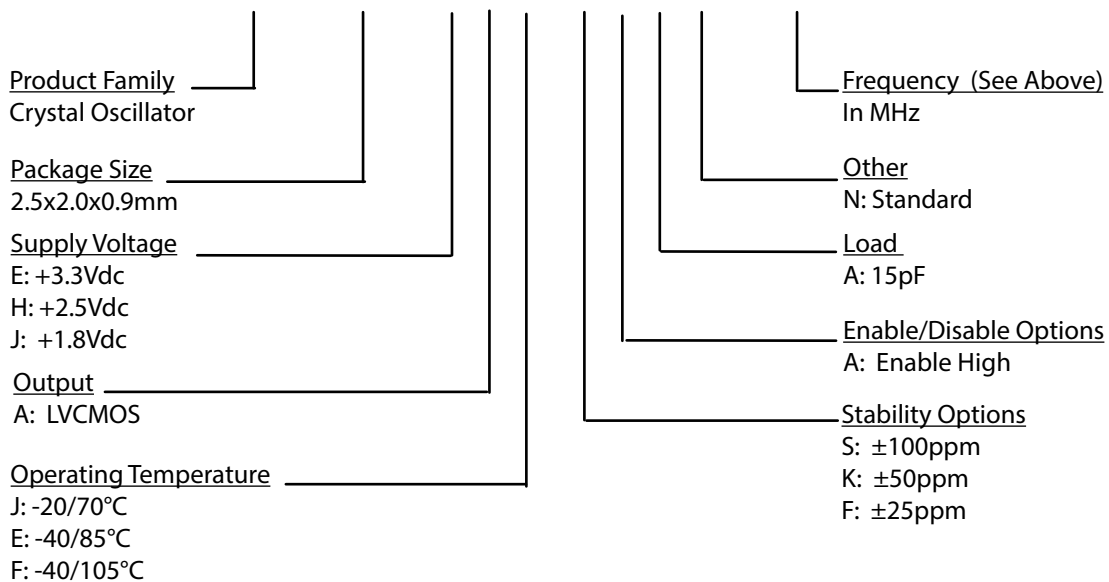 Product Family
Crystal Oscillator
Package Size
2.5x2.0x0.9mm
Supply Voltage
E: +3.3Vdc
H: +2.5Vdc
J: +1.8Vdc
Output
A: LVCMOS
Operating Temperature
J: -20/70°C
E: -40/85°C
F: -40/105°C
Frequency (See Above)
In MHz
Other
N: Standard
Load
A: 15pF
Enable/Disable Options
A: Enable High
Stability Options
S: ±100ppm
K: ±50ppm
F: ±25ppm